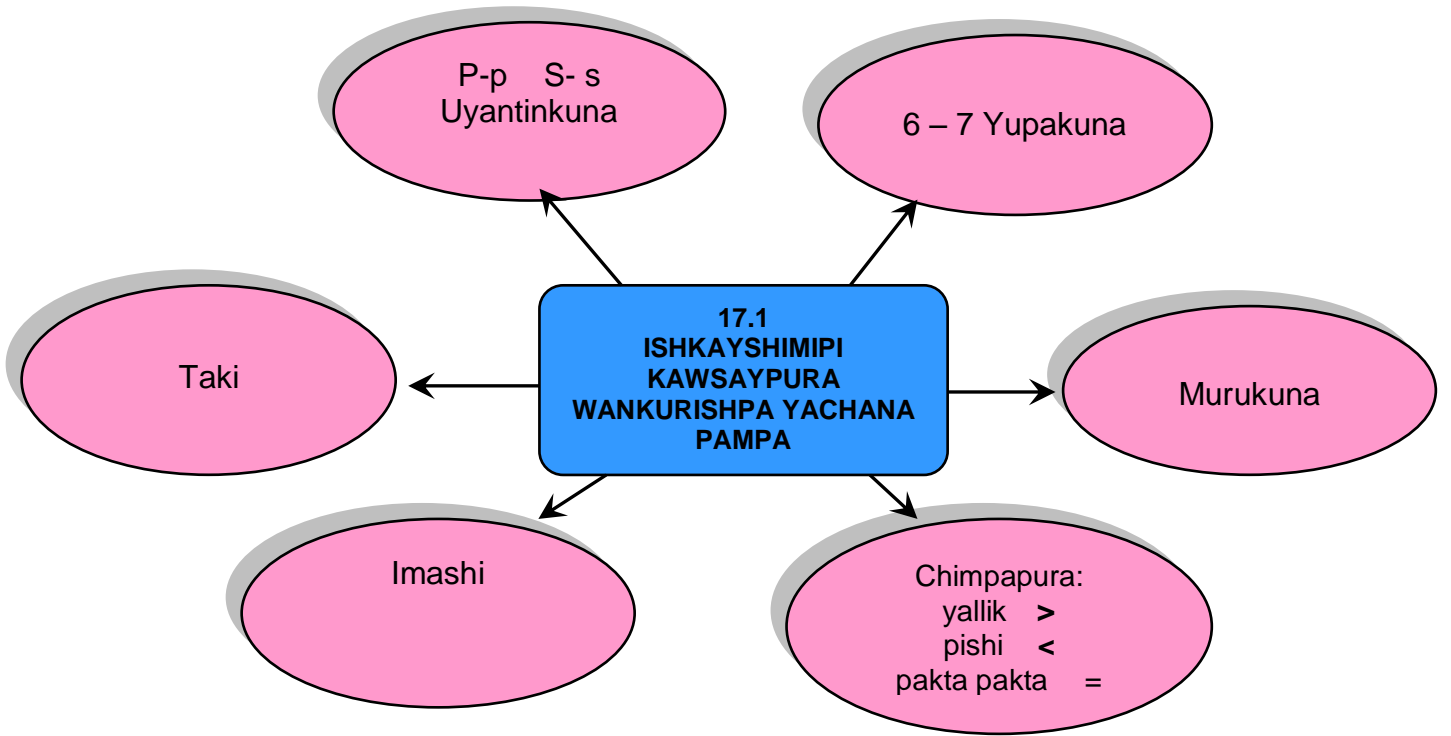 P-p S- s
Uyantinkuna
6 – 7 Yupakuna
17.1
ISHKAYSHIMIPI
KAWSAYPURA
WANKURISHPA YACHANA
PAMPA
Taki
Murukuna
Imashi
Chimpapura:
yallik >
pishi <
pakta pakta =